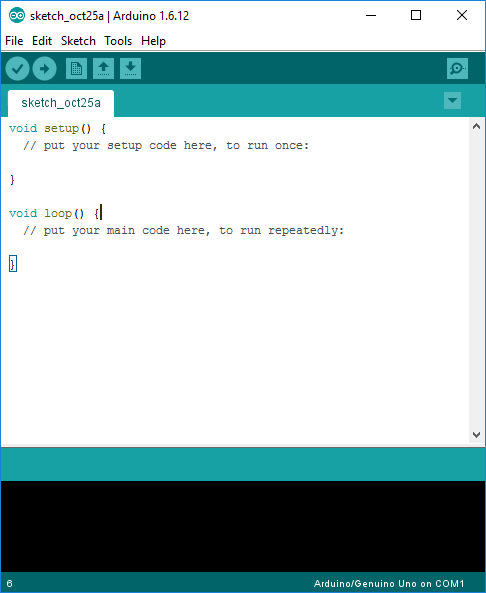 sketch_oct25a | Arduino 1.6.12
File Edit Sketch Tools Help
sketch_oct25a
void setup() {
  // put your setup code here, to run once:
}
void loop() {
  // put your main code here, to run repeatedly:
}
6 Arduino/Genuino Uno on COM1